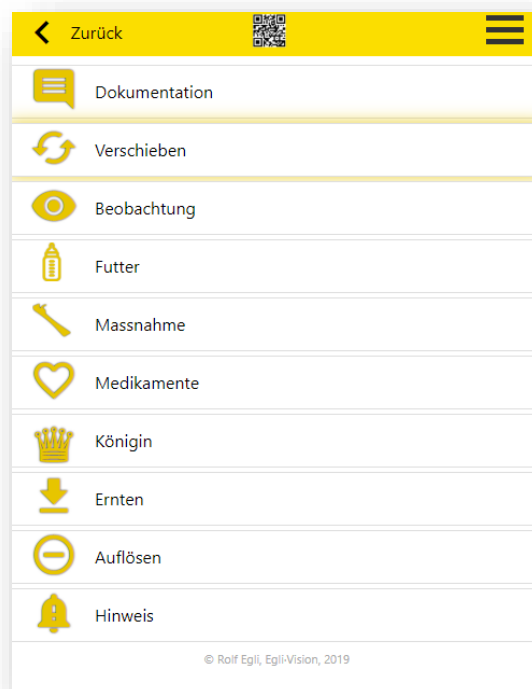 Zurück
Dokumentation
Verschieben
Beobachtung
Futter
Massnahme
Medikamente
Königin
Ernten
Auflösen
Hinweis
© Rolf Egli, Egli-Vision, 2019